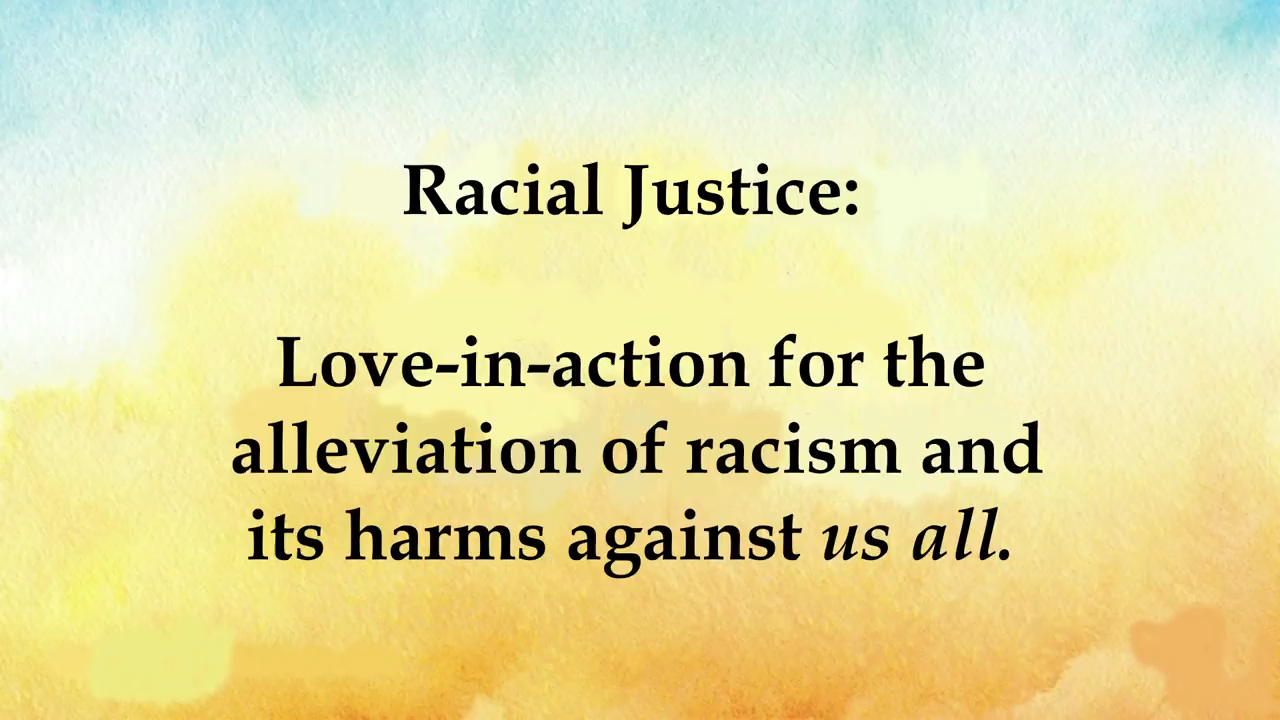 Racial Justice:
Love-in-action for the
alleviation of racism and
its harms against us all.